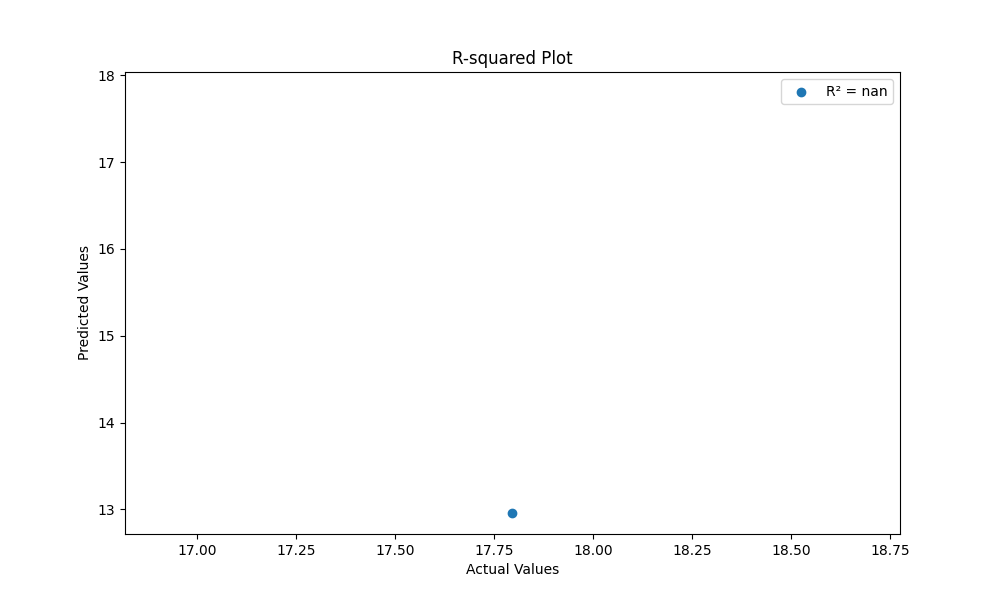 R-squared Plot
R² = nan
18
17
16
15
14
13
Predicted Values
17.00 17.25 17.50 17.75 18.00 18.25 18.50 18.75
Actual Values